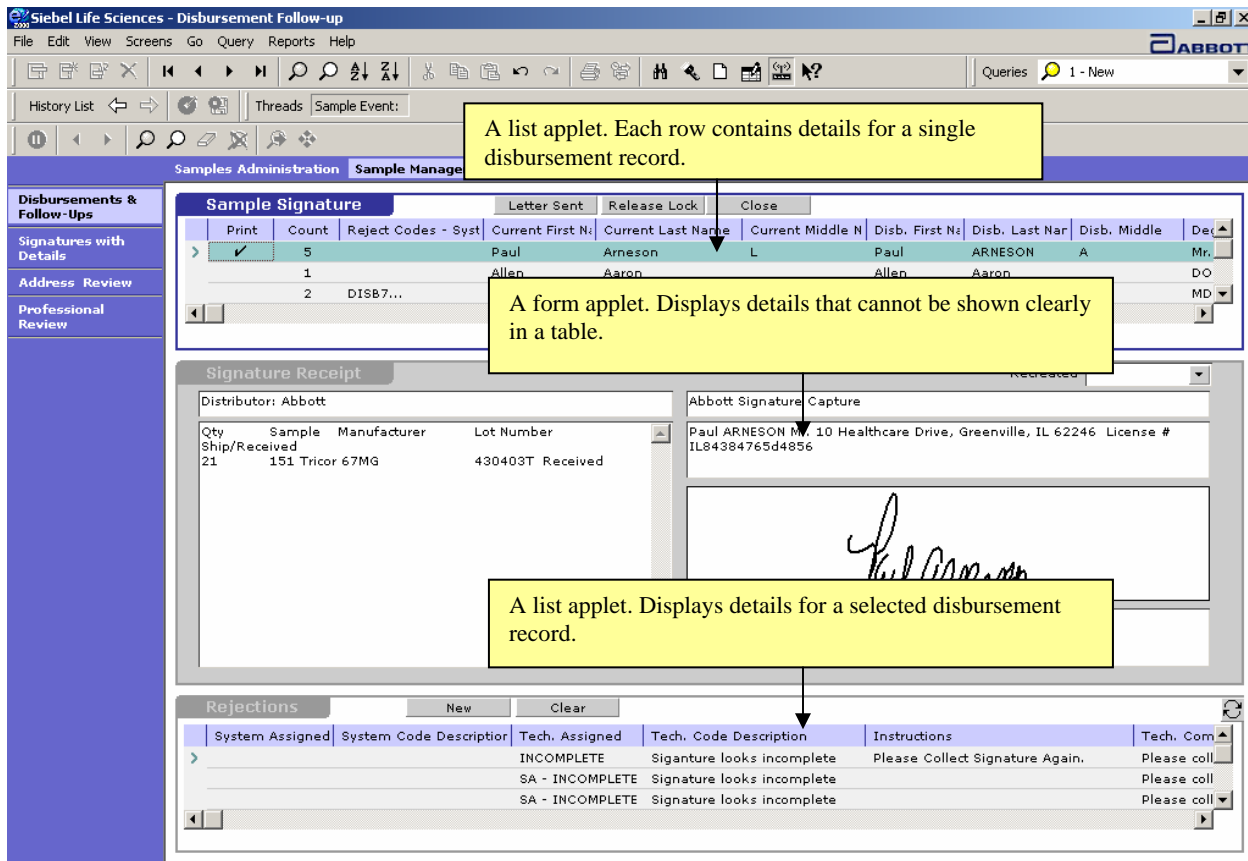 Siebel Life Sciences - Disbursement Follow-up
File Edit View Screens Go Query Reports Help
ABBOTT
Queries 1 - New
History List Threads Sample Event:
A list applet. Each row contains details for a single
disbursement record.
Samples Administration Sample Manage
Disbursements &
Follow-Ups
Signatures with
Details
Address Review
Professional
Review
Sample Signature Letter Sent Release Lock Close
Print Count Reject Codes - Syst Current First Na Current Last Name Current Middle N Disb. First Na Disb. Last Nar Disb. Middle De
5 Paul Arneson L Paul ARNESON A Mr.
1 Allen Aaron Allen Aaron DO
2 DISB7... MD
A form applet. Displays details that cannot be shown clearly
in a table.
Signature Receipt Recreated
Distributor: Abbott
Abbott Signature Capture
Qty Sample Manufacturer Lot Number
Ship/Received
21 151 Tricor 67MG 430403T Received
Paul ARNESON Mr. 10 Healthcare Drive, Greenville, IL 62246 License #
IL84384765d4856
Paul Arneson
A list applet. Displays details for a selected disbursement
record.
Rejections New Clear
System Assigned System Code Description Tech. Assigned Tech. Code Description Instructions Tech. Com
INCOMPLETE Siganture looks incomplete Please Collect Signature Again. Please coll
SA - INCOMPLETE Signature looks incomplete Please coll
SA - INCOMPLETE Signature looks incomplete Please coll